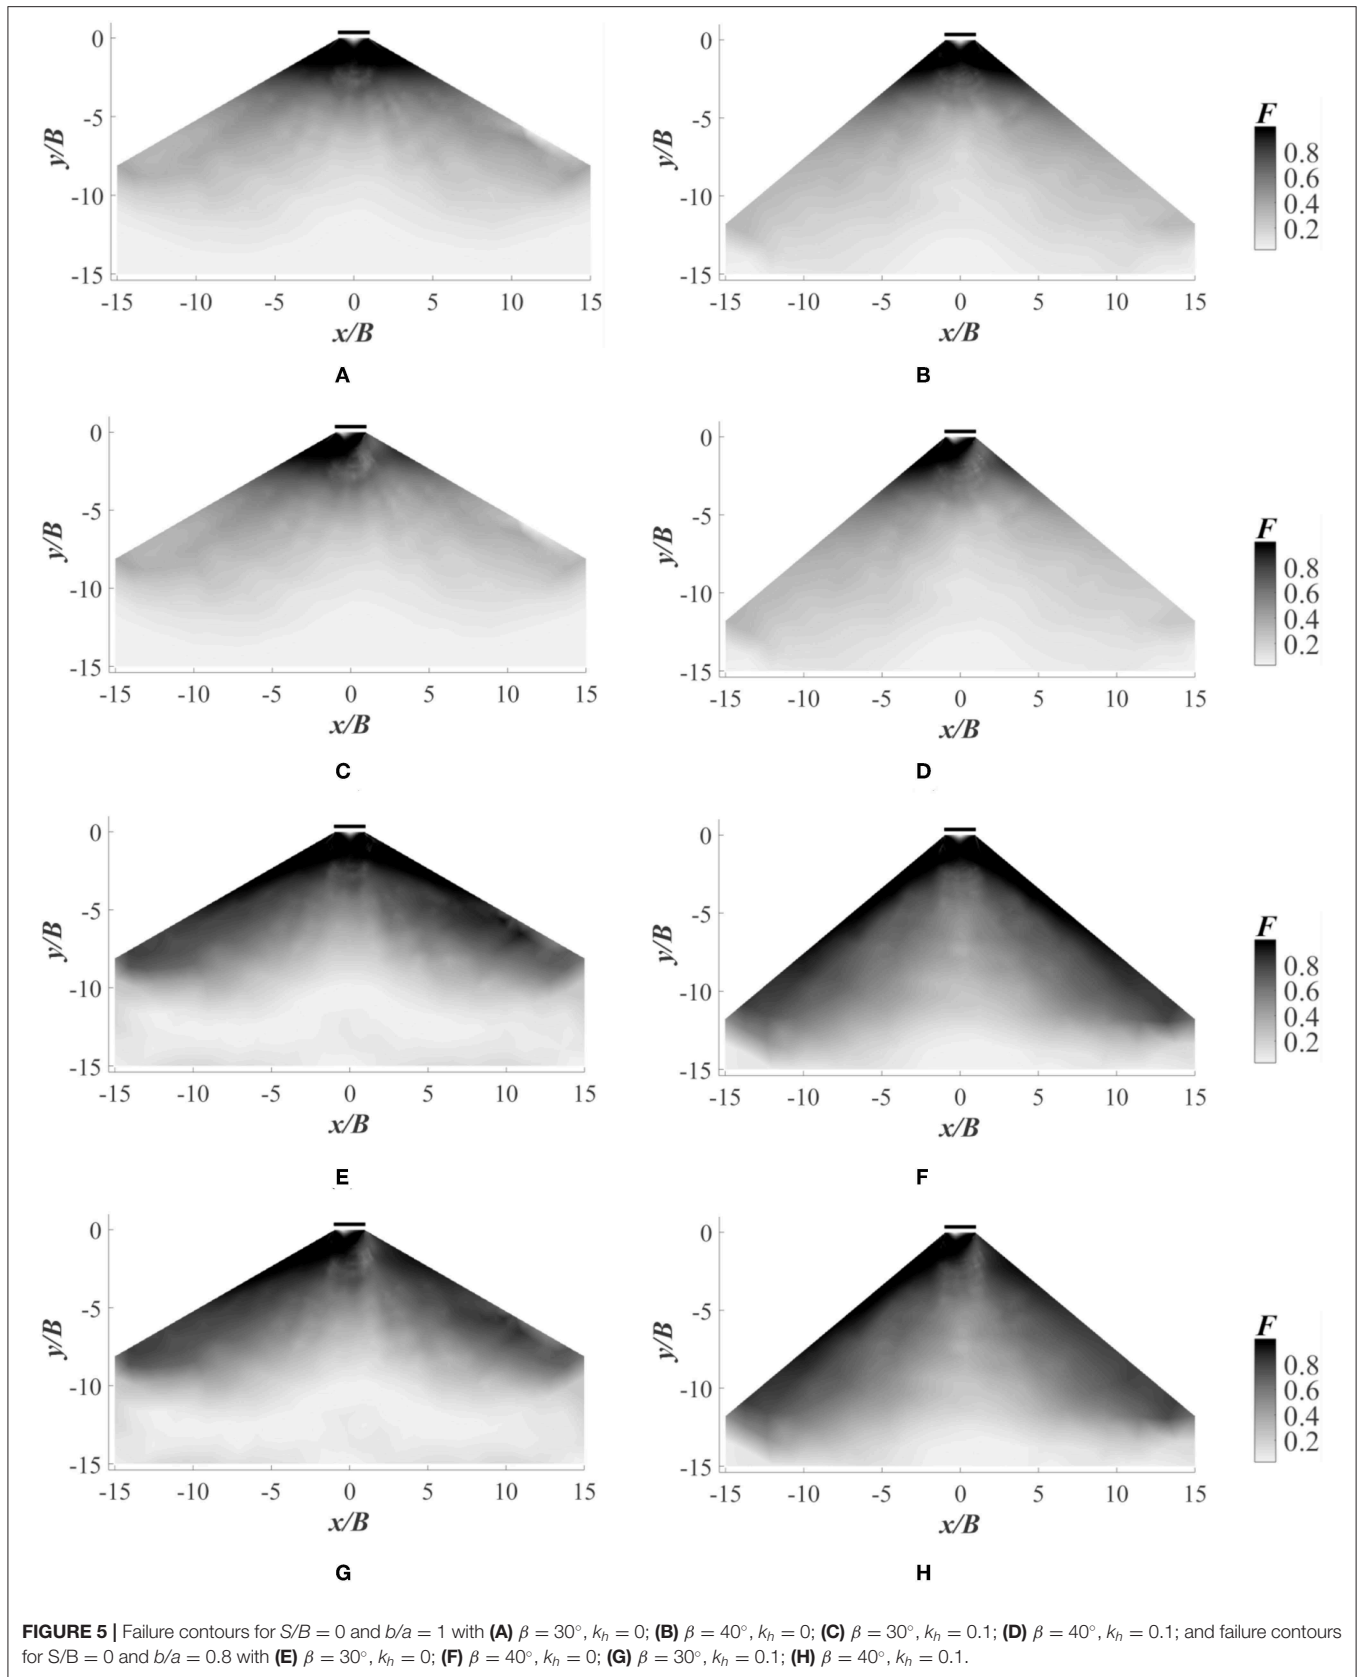 0
-5
-10
-15
y/B
-15 -10 -5 0 5 10 15
x/B
A
0
-5
-10
-15
y/B
-15 -10 -5 0 5 10 15
x/B
B
F
0.8
0.6
0.4
0.2
0
-5
-10
-15
y/B
-15 -10 -5 0 5 10 15
x/B
C
0
-5
-10
-15
y/B
-15 -10 -5 0 5 10 15
x/B
D
F
0.8
0.6
0.4
0.2
0
-5
-10
-15
y/B
-15 -10 -5 0 5 10 15
x/B
E
0
-5
-10
-15
y/B
-15 -10 -5 0 5 10 15
x/B
F
F
0.8
0.6
0.4
0.2
0
-5
-10
-15
y/B
-15 -10 -5 0 5 10 15
x/B
G
0
-5
-10
-15
y/B
-15 -10 -5 0 5 10 15
x/B
H
F
0.8
0.6
0.4
0.2
FIGURE 5 | Failure contours for S/B = 0 and b/a = 1 with (A) β = 30°, kₕ = 0; (B) β = 40°, kₕ = 0; (C) β = 30°, kₕ = 0.1; (D) β = 40°, kₕ = 0.1; and failure contours
for S/B = 0 and b/a = 0.8 with (E) β = 30°, kₕ = 0; (F) β = 40°, kₕ = 0; (G) β = 30°, kₕ = 0.1; (H) β = 40°, kₕ = 0.1.